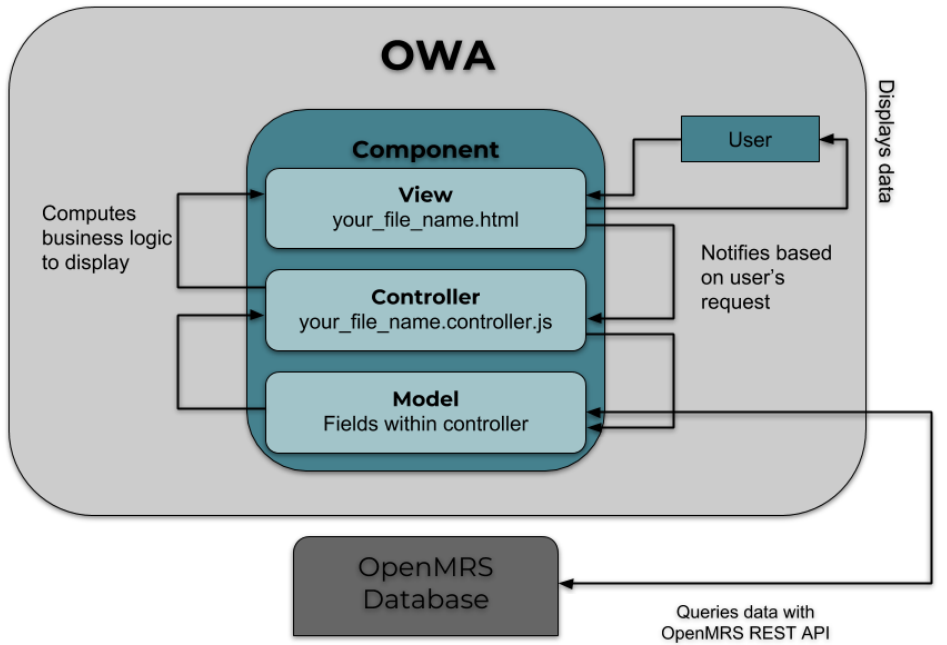 OWA
Displays data
Component
User
View
your_file_name.html
Computes
business logic
to display
Notifies based
on user's
request
Controller
your_file_name.controller.js
Model
Fields within controller
OpenMRS
Database
Queries data with
OpenMRS REST API